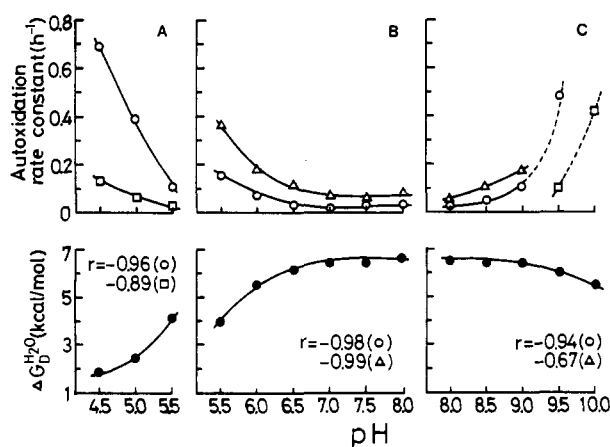 Autoxidation
rate constant (h⁻¹)
0.8
0.6
0.4
0.2
0
A
B
C
ΔG_D^H₂O (kcal/mol)
7
5
3
1
r=-0.96(○)
-0.89(□)
r=-0.98(○)
-0.99(△)
r=-0.94(○)
-0.67(△)
4.5 5.0 5.5
5.5 6.0 6.5 7.0 7.5 8.0
8.0 8.5 9.0 9.5 10.0
pH